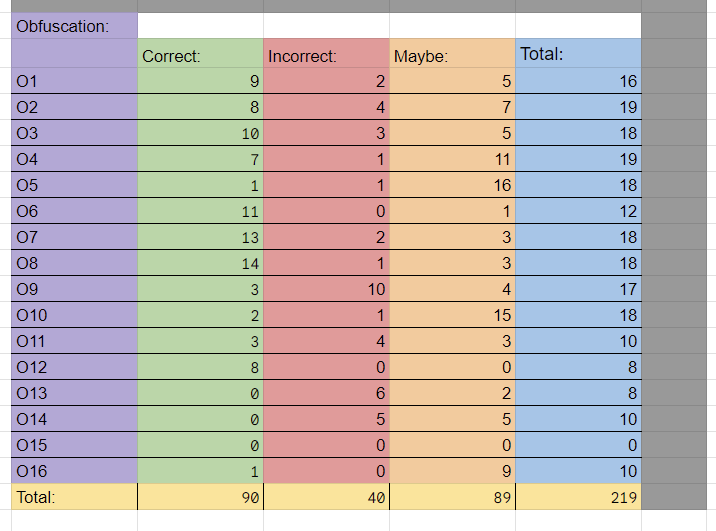 Obfuscation:
Correct: Incorrect: Maybe: Total:
O1 9 2 5 16
O2 8 4 7 19
O3 10 3 5 18
O4 7 1 11 19
O5 1 1 16 18
O6 11 0 1 12
O7 13 2 3 18
O8 14 1 3 18
O9 3 10 4 17
O10 2 1 15 18
O11 3 4 3 10
O12 8 0 0 8
O13 0 6 2 8
O14 0 5 5 10
O15 0 0 0 0
O16 1 0 9 10
Total: 90 40 89 219